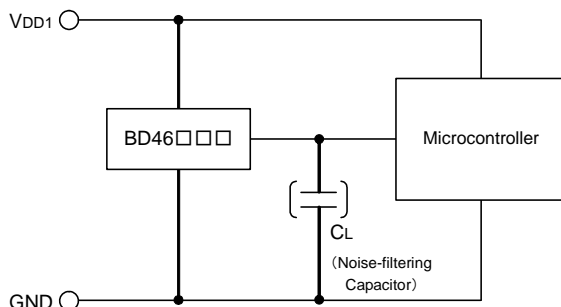 VDD1
BD46□□□
Microcontroller
CL
（Noise-filtering
Capacitor）
GND